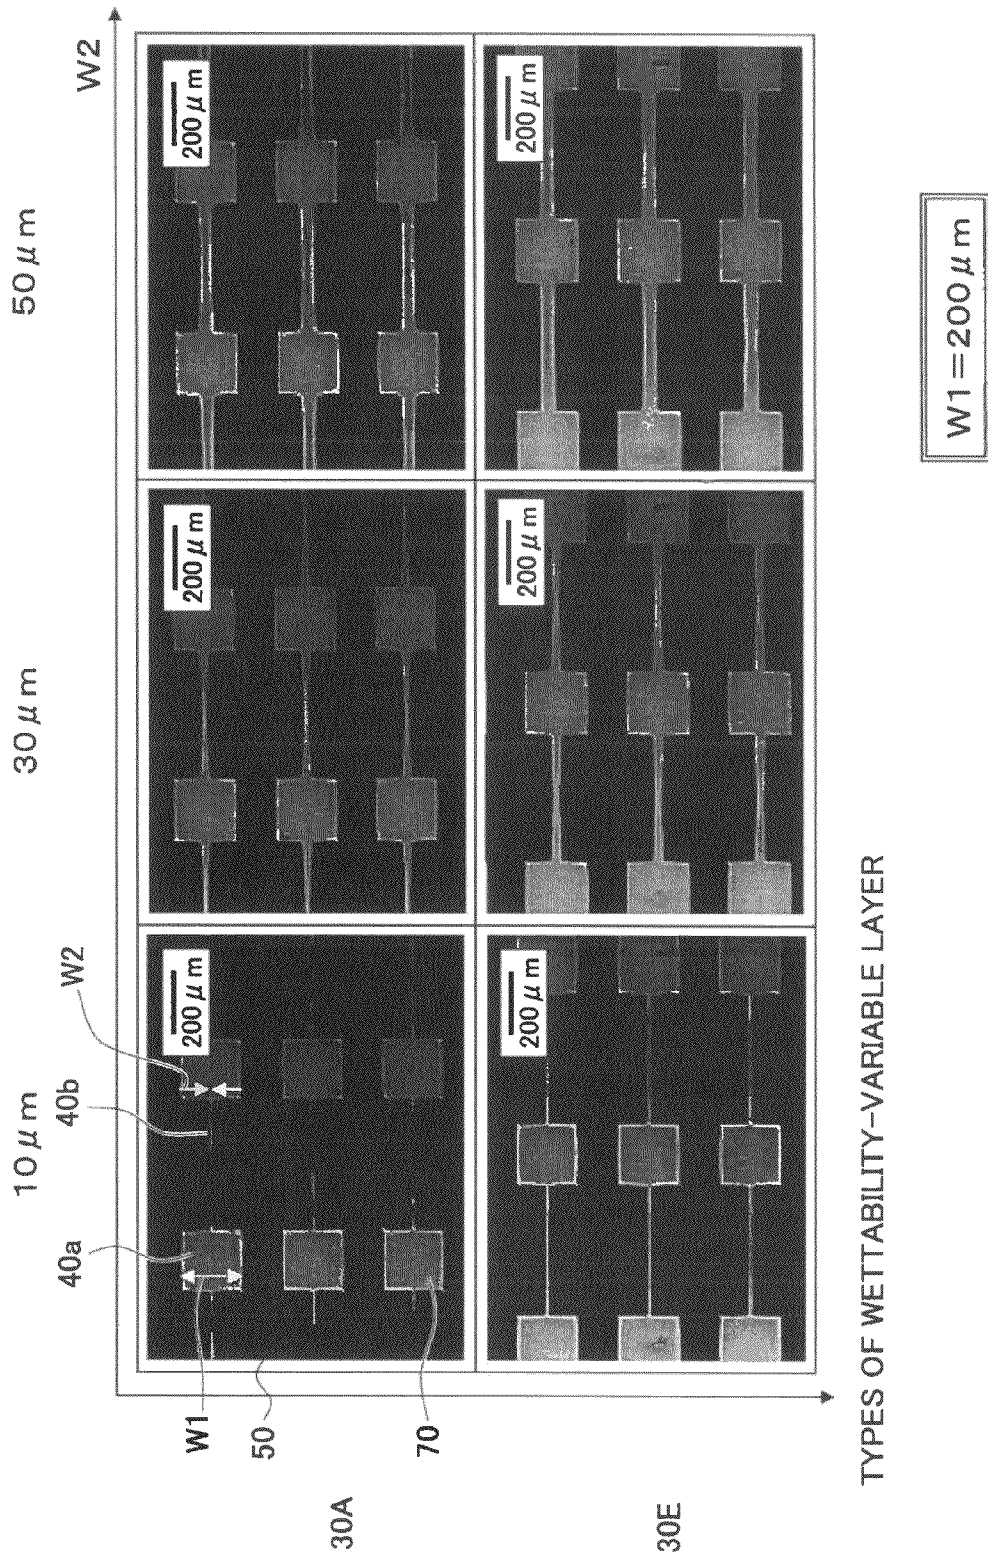 W2
10 μm
30 μm
50 μm
40a
40b
W2
W1
50
70
200 μm
200 μm
200 μm
30A
200 μm
200 μm
200 μm
30E
TYPES OF WETTABILITY-VARIABLE LAYER
W1=200 μm